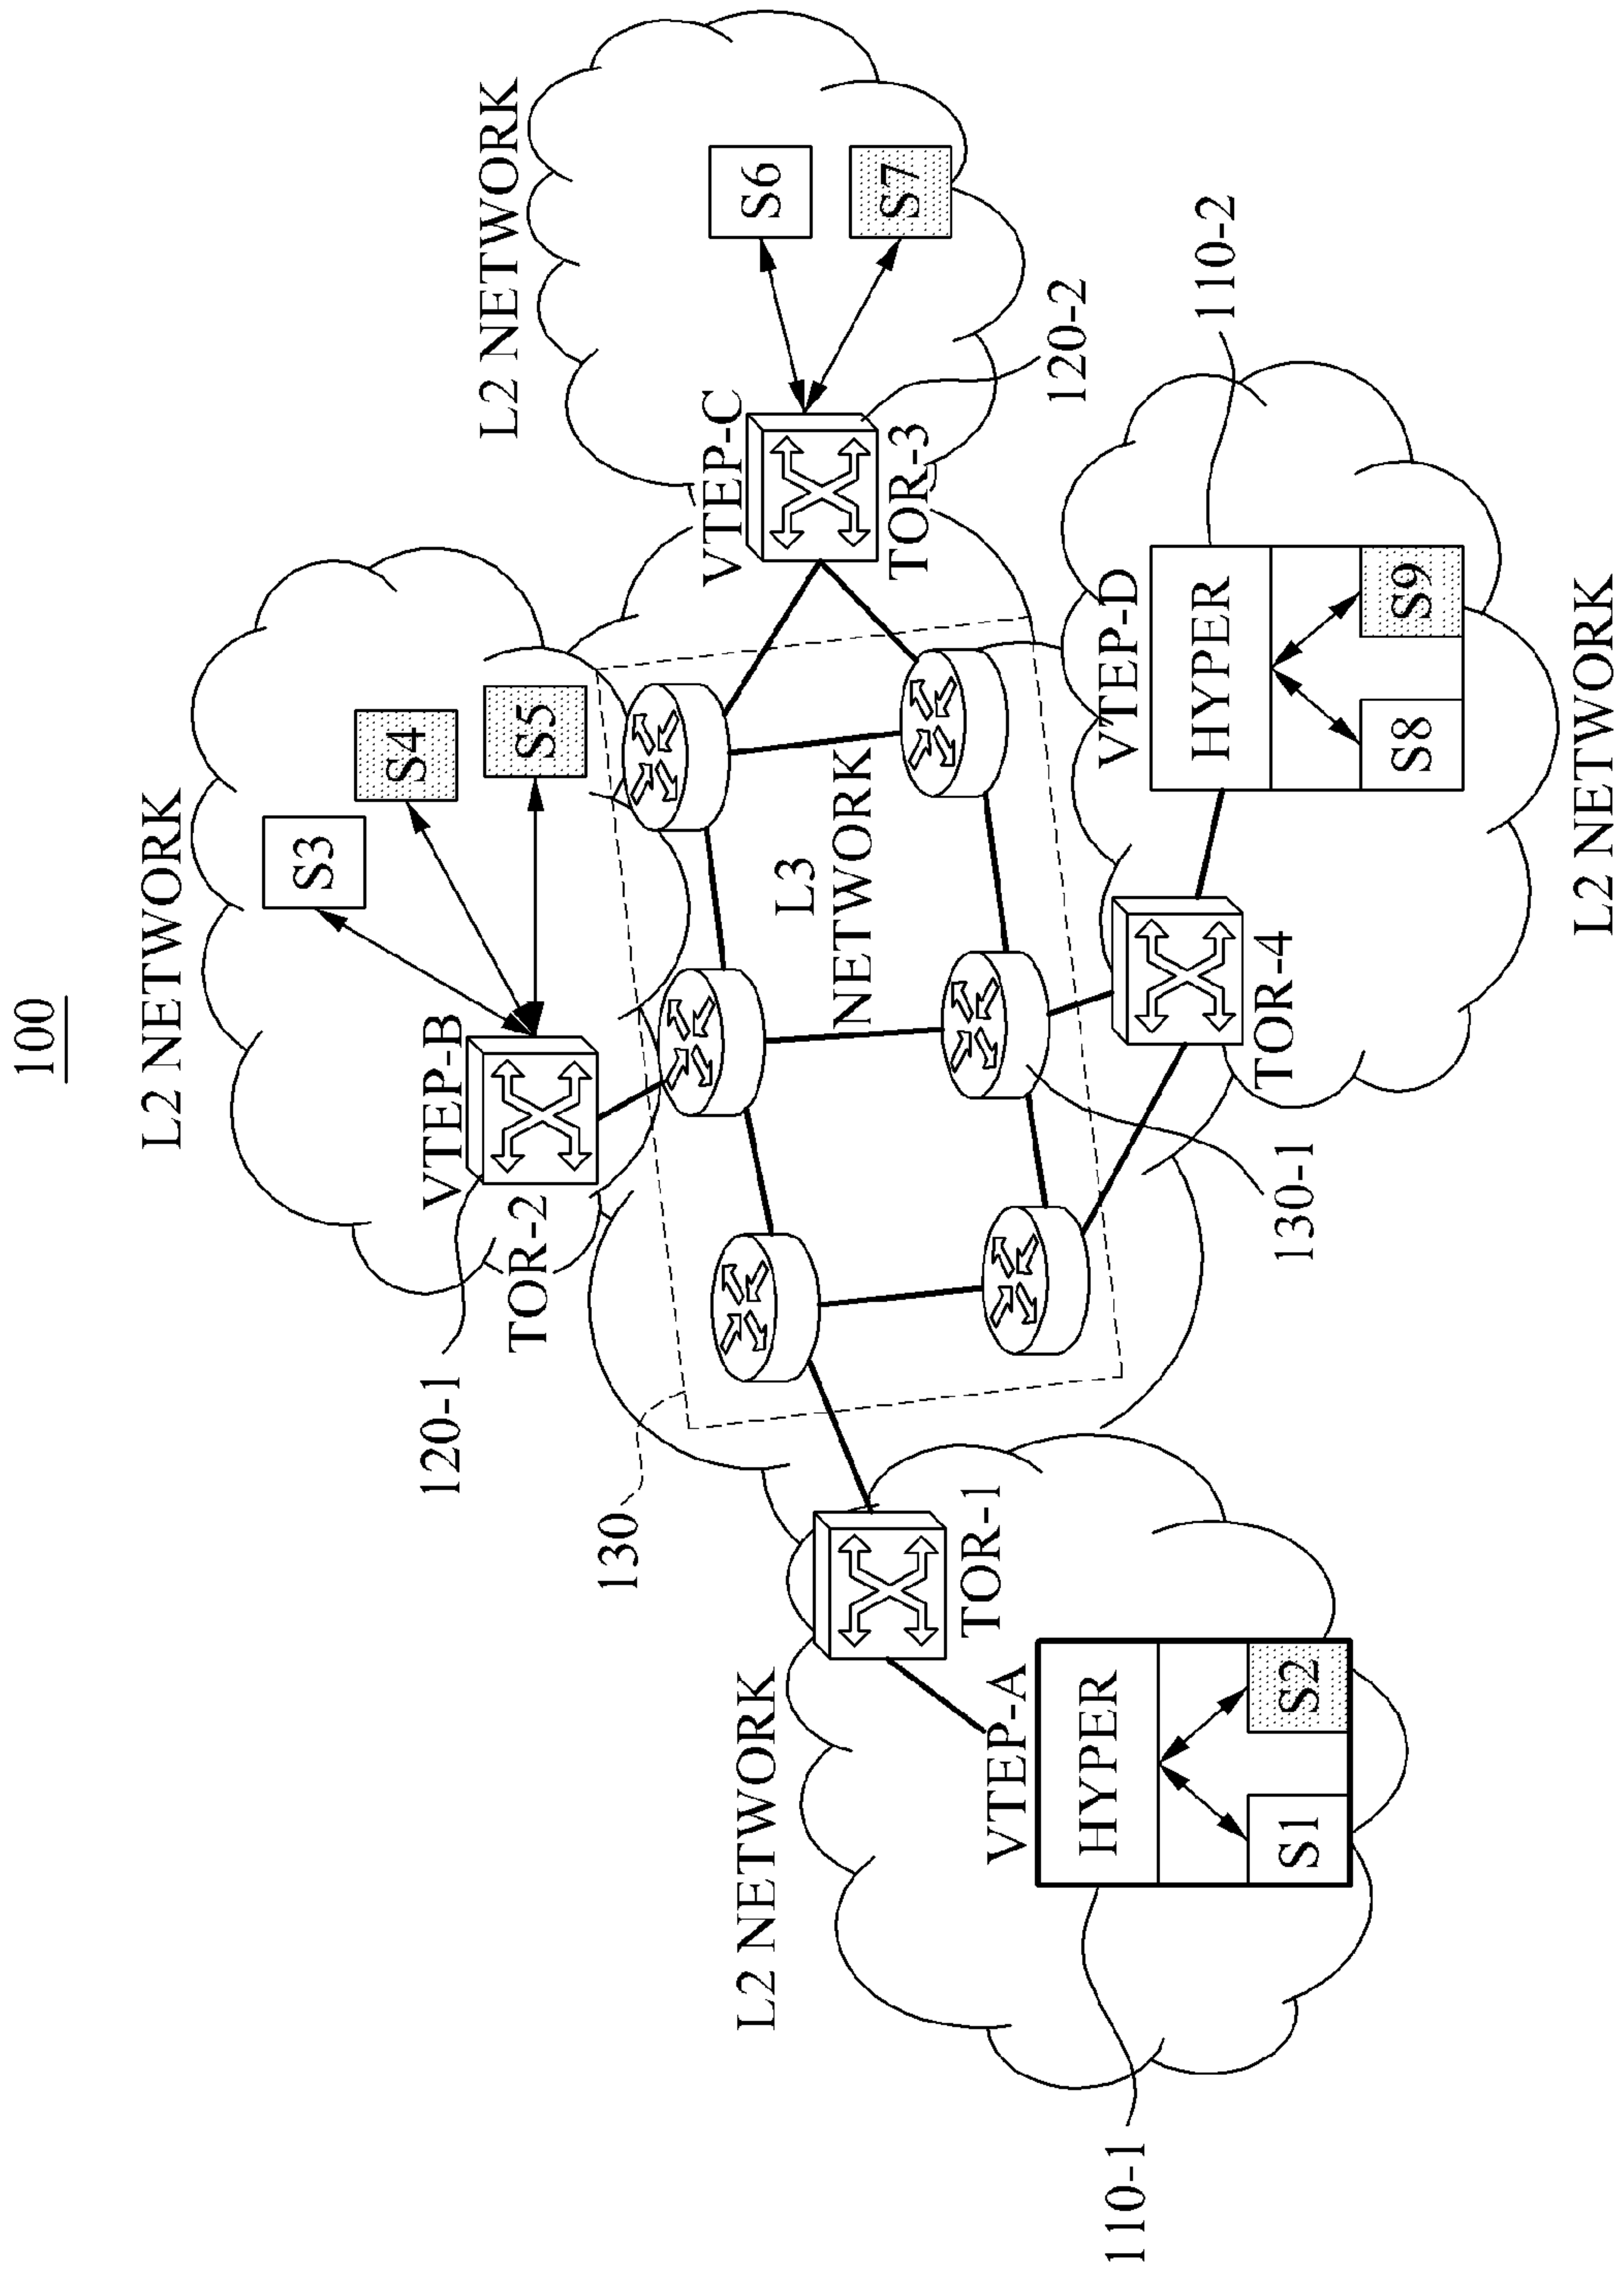 100
L2 NETWORK
L2 NETWORK
S3
S4
S5
VTEP-B
TOR-2
120-1
S6
S7
VTEP-C
TOR-3
120-2
130
L3
NETWORK
L2 NETWORK
TOR-1
VTEP-A
HYPER
S1
S2
110-1
130-1
TOR-4
VTEP-D
HYPER
S8
S9
110-2
L2 NETWORK